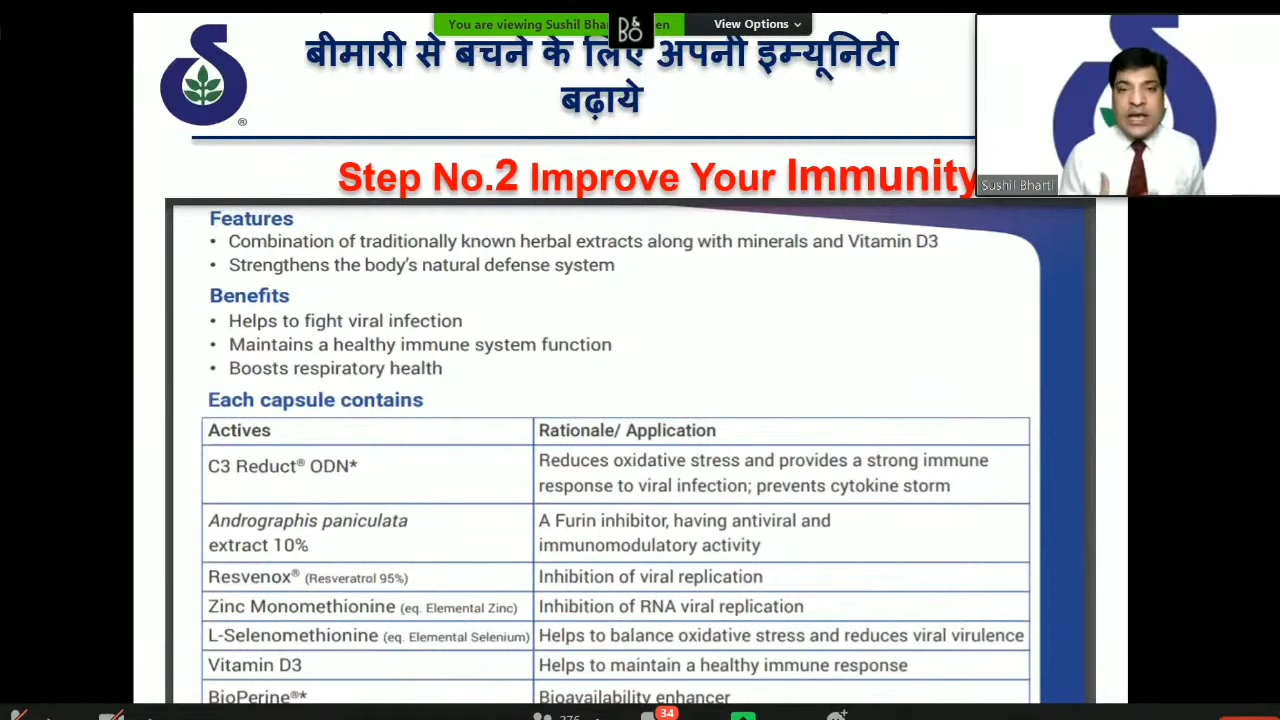 You are viewing Sushil Bha
en
View Options
B&
BO
बीमारी से बचने के लिए अपनी इम्यूनिटी
बढ़ाये
®
Sushil Bharti
Step No.2 Improve Your Immunity
Features
• Combination of traditionally known herbal extracts along with minerals and Vitamin D3
• Strengthens the body's natural defense system
Benefits
• Helps to fight viral infection
• Maintains a healthy immune system function
• Boosts respiratory health
Each capsule contains
Actives Rationale/ Application
C3 Reduct® ODN* Reduces oxidative stress and provides a strong immune
response to viral infection; prevents cytokine storm
Andrographis paniculata A Furin inhibitor, having antiviral and
extract 10% immunomodulatory activity
Resvenox® (Resveratrol 95%) Inhibition of viral replication
Zinc Monomethionine (eq. Elemental Zinc) Inhibition of RNA viral replication
L-Selenomethionine (eq. Elemental Selenium) Helps to balance oxidative stress and reduces viral virulence
Vitamin D3 Helps to maintain a healthy immune response
BioPerine®* Bioavailability enhancer
276
34